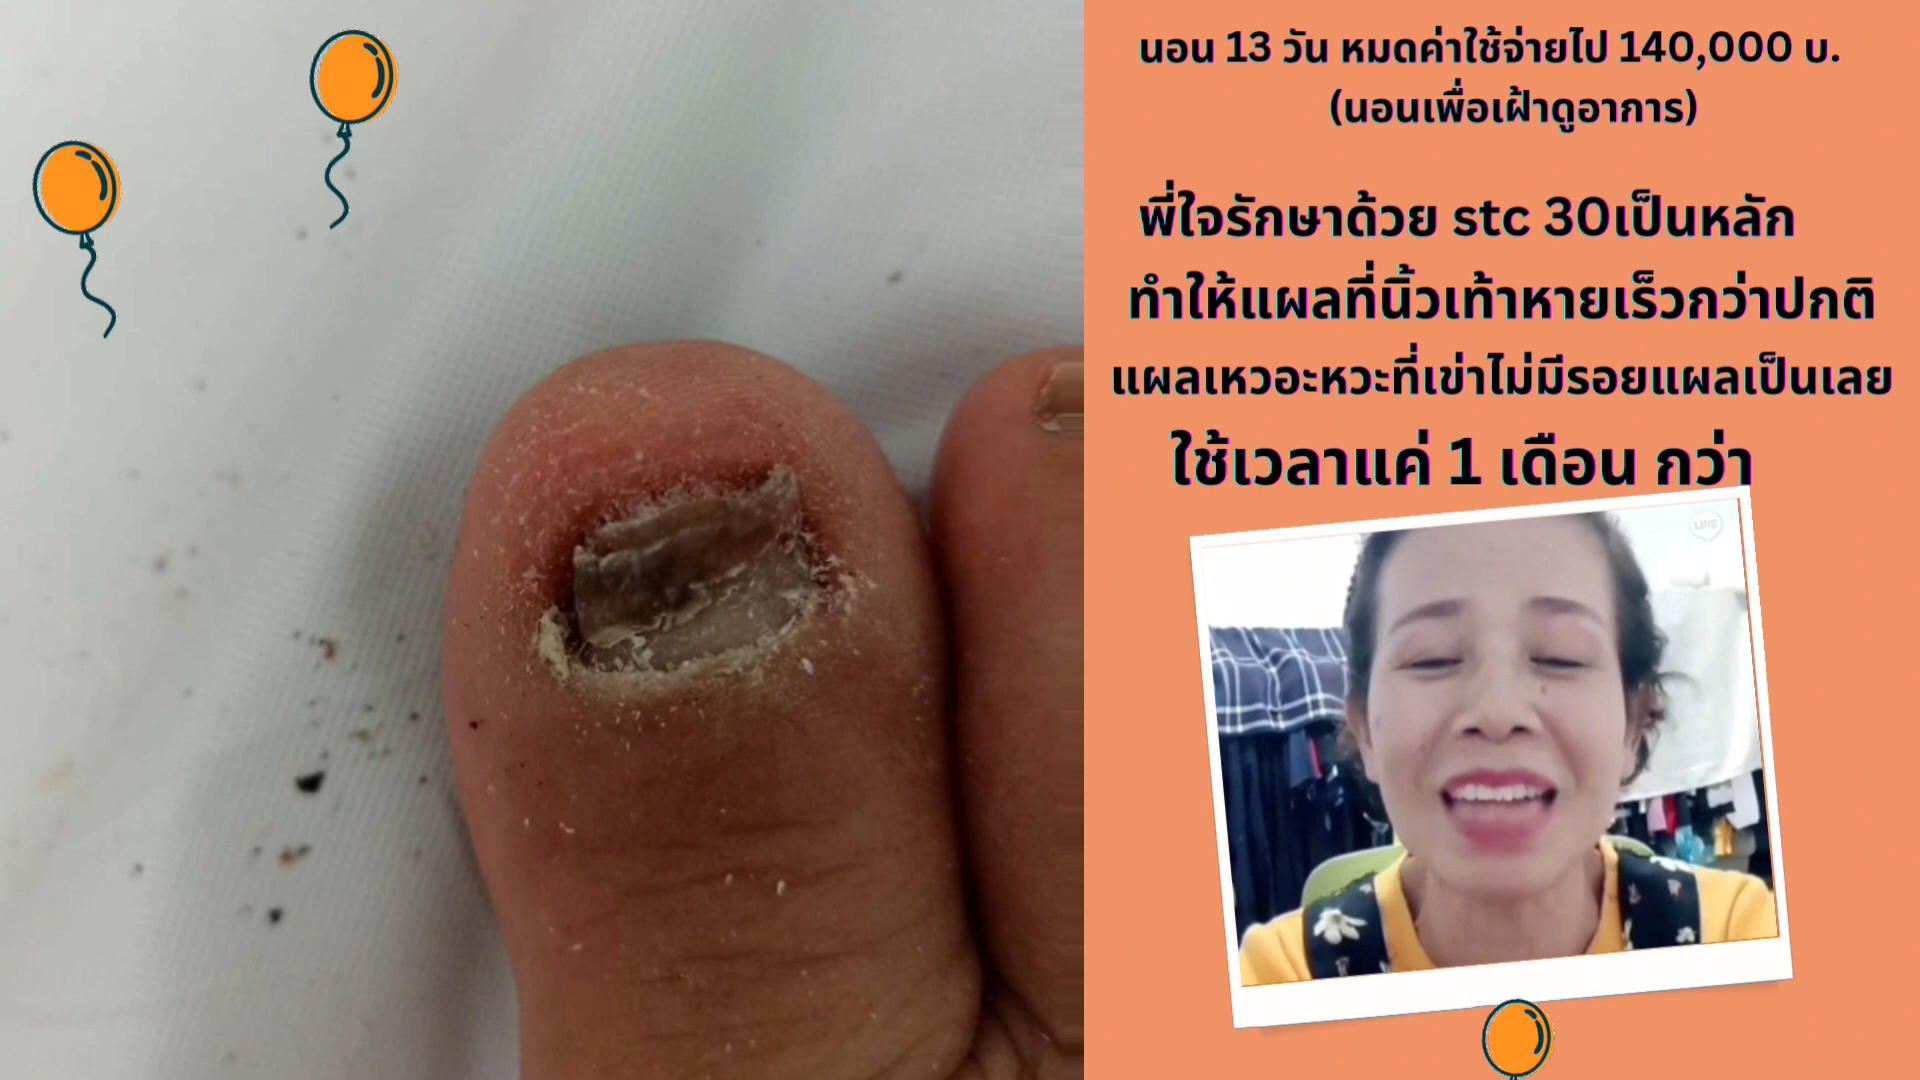 นอน 13 วัน หมดค่าใช้จ่ายไป 140,000 บ.
(นอนเพื่อเฝ้าดูอาการ)
พี่ใจรักษาด้วย stc 30เป็นหลัก
ทำให้แผลที่นิ้วเท้าหายเร็วกว่าปกติ
แผลเหวอะหวะที่เข่าไม่มีรอยแผลเป็นเลย
ใช้เวลาแค่ 1 เดือน กว่า
LINE